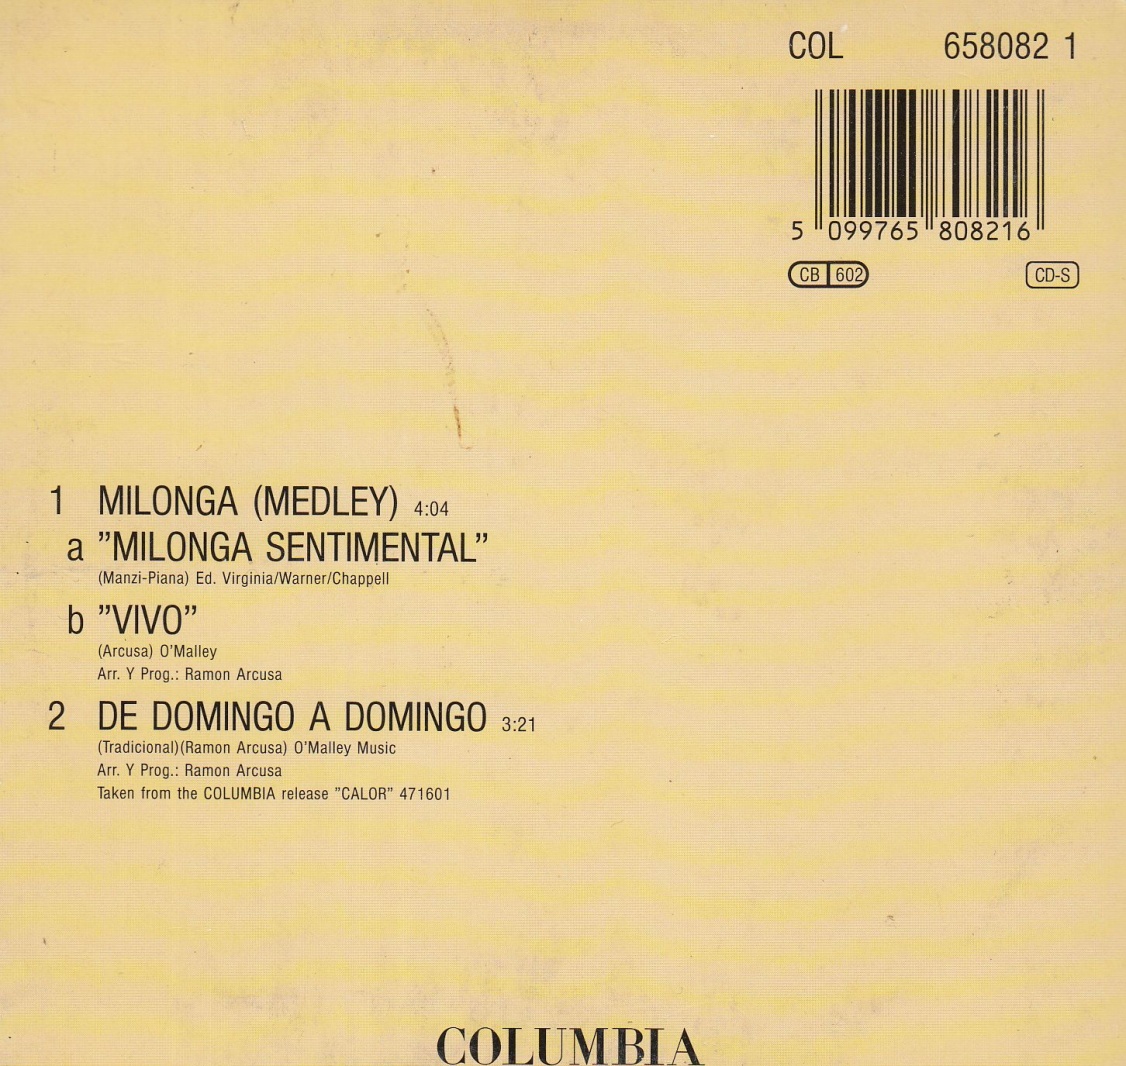 COL 658082 1
5 099765 808216
CB 602 CD-S
1 MILONGA (MEDLEY) 4:04
a "MILONGA SENTIMENTAL"
(Manzi-Piana) Ed. Virginia/Warner/Chappell
b "VIVO"
(Arcusa) O'Malley
Arr. Y Prog.: Ramon Arcusa
2 DE DOMINGO A DOMINGO 3:21
(Tradicional)(Ramon Arcusa) O'Malley Music
Arr. Y Prog.: Ramon Arcusa
Taken from the COLUMBIA release "CALOR" 471601
COLUMBIA